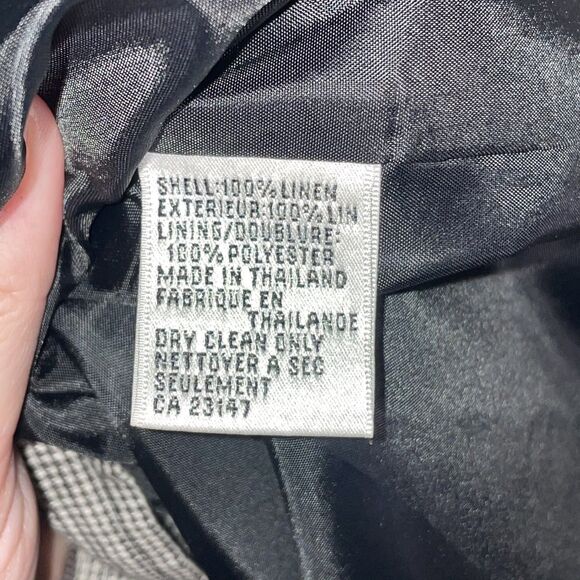 SHELL:100% LINEN
EXTERIEUR:100% LIN
LINING/DOUBLURE:
100% POLYESTER
MADE IN THAILAND
FABRIQUE EN
THAILANDE
DRY CLEAN ONLY
NETTOYER A SEC
SEULEMENT
CA 23147